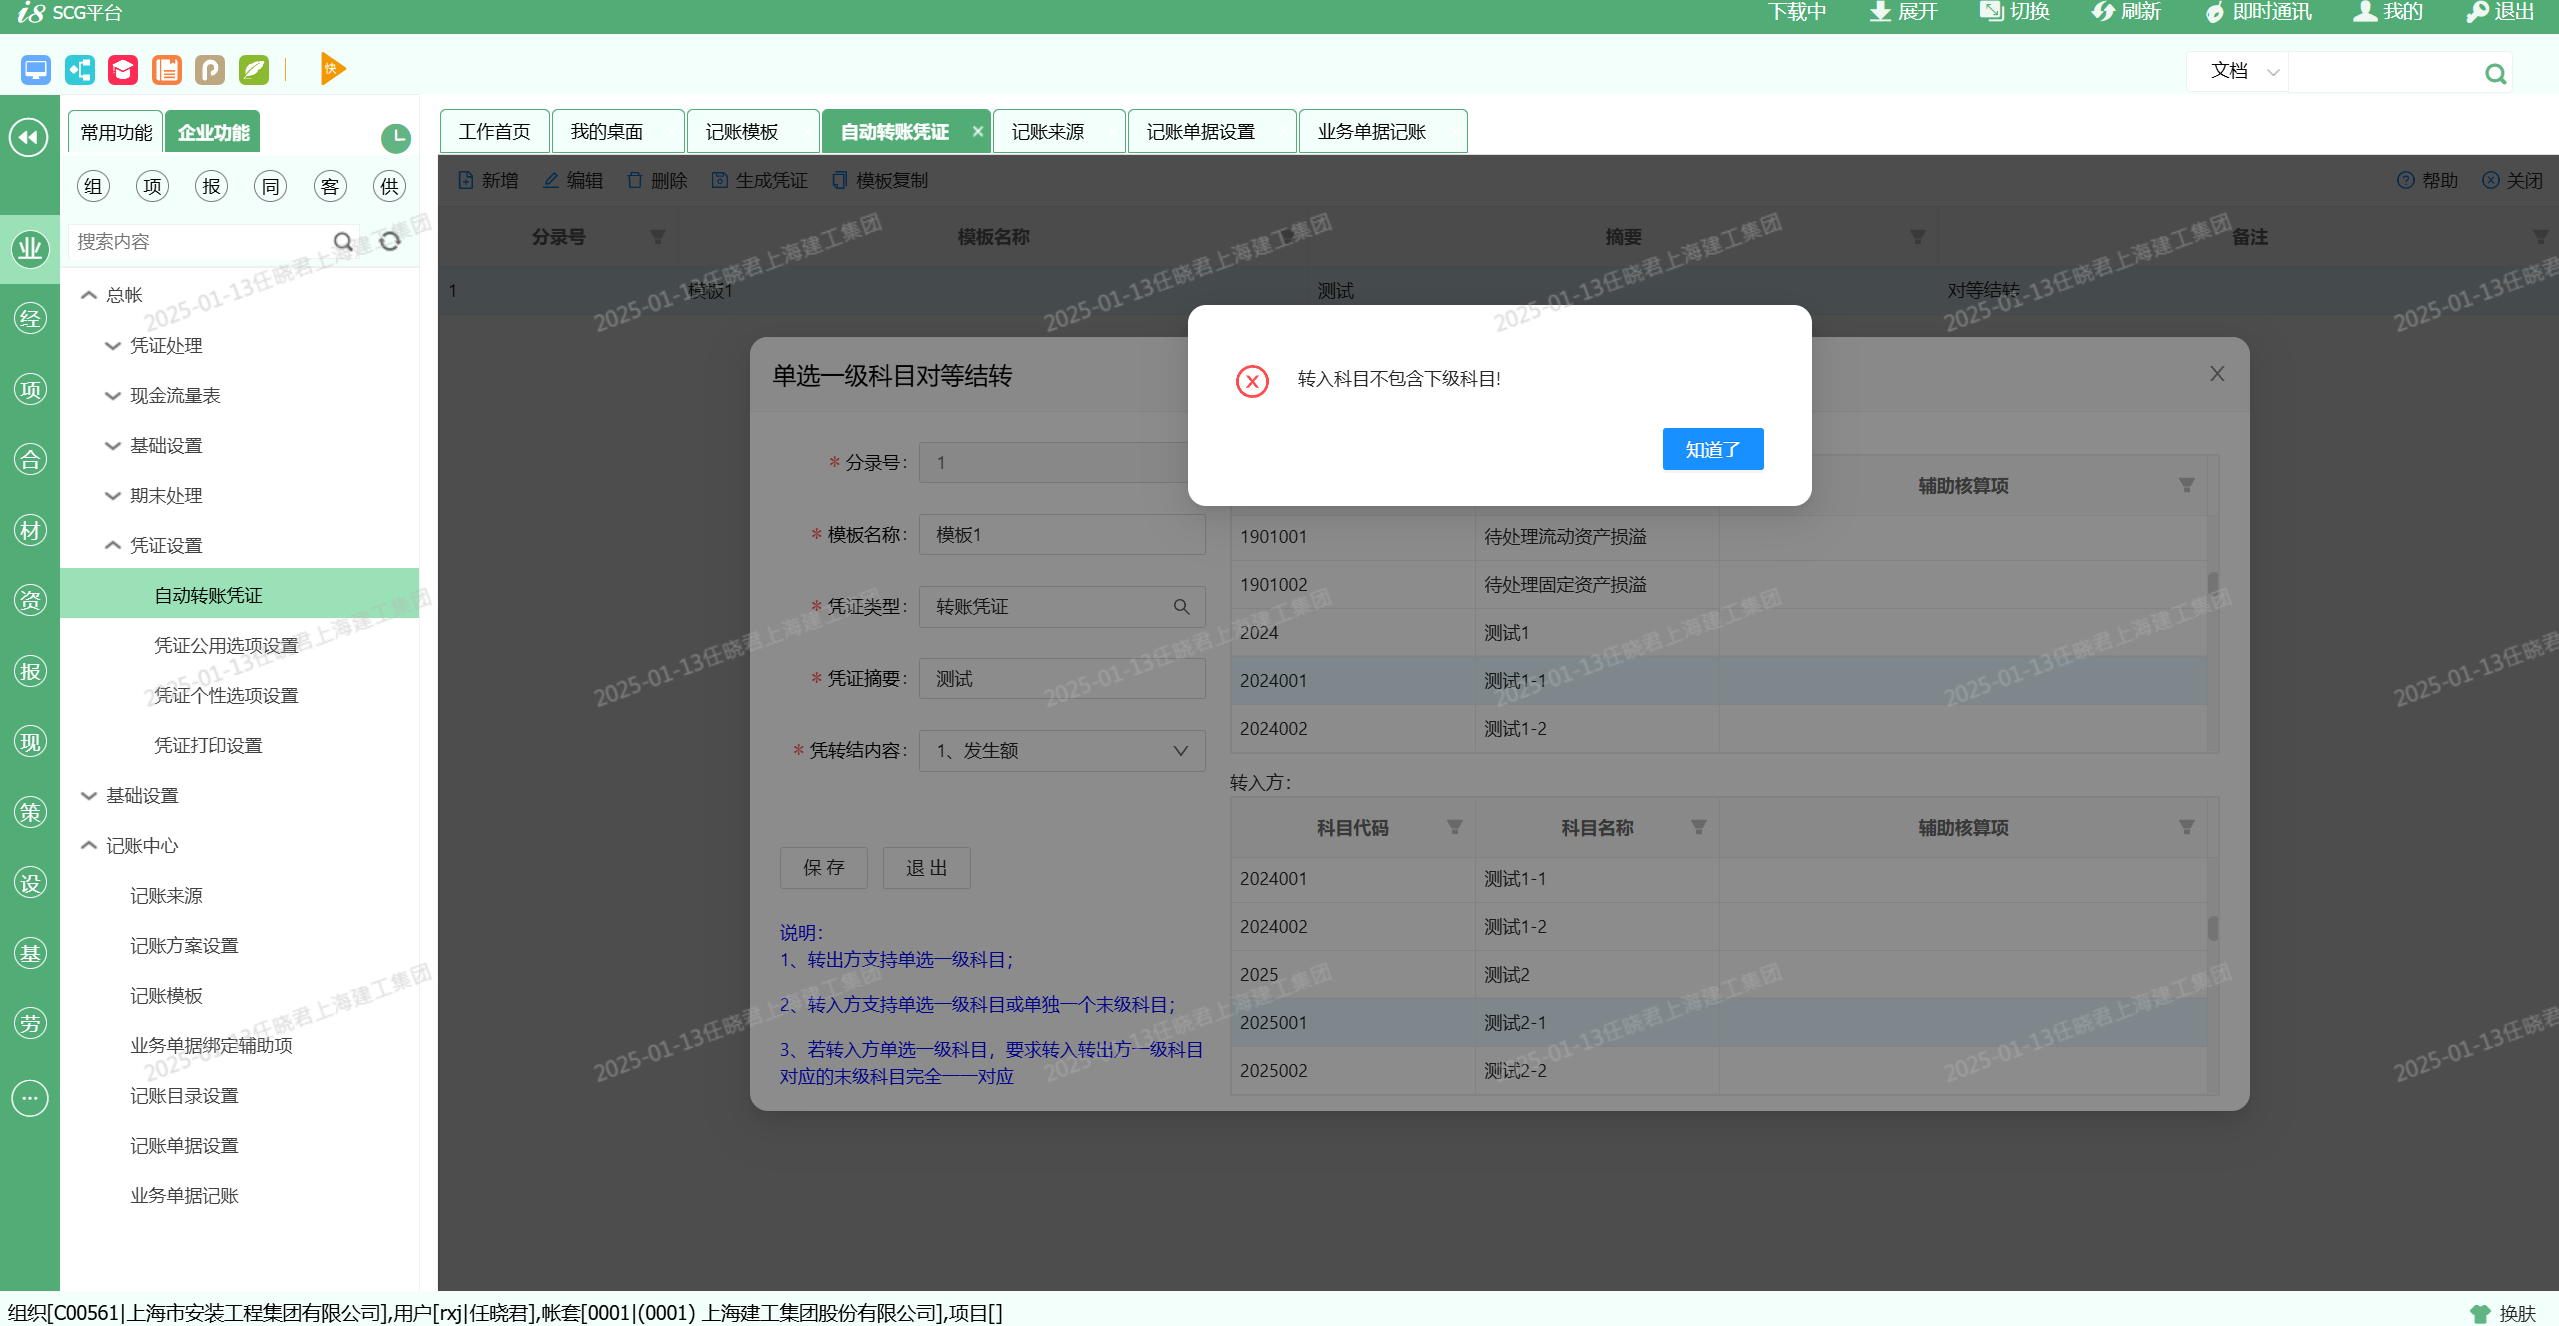 i8 SCG平台
下载中 展开 切换 刷新 即时通讯 我的 退出
快
文档
常用功能 企业功能
工作首页 我的桌面 记账模板 自动转账凭证 记账来源 记账单据设置 业务单据记账
组 项 报 同 客 供
新增 编辑 删除 生成凭证 模板复制 帮助 关闭
搜索内容
分录号 模板名称 摘要 备注
1 模板1 测试 对等结转
业
经
项
合
材
资
报
现
策
设
基
劳
总帐
凭证处理
现金流量表
基础设置
期末处理
凭证设置
自动转账凭证
凭证公用选项设置
凭证个性选项设置
凭证打印设置
基础设置
记账中心
记账来源
记账方案设置
记账模板
业务单据绑定辅助项
记账目录设置
记账单据设置
业务单据记账
单选一级科目对等结转
转入科目不包含下级科目!
知道了
* 分录号: 1
* 模板名称: 模板1
* 凭证类型: 转账凭证
* 凭证摘要: 测试
* 凭转结内容: 1、发生额
保 存 退 出
说明:
1、转出方支持单选一级科目;
2、转入方支持单选一级科目或单独一个末级科目;
3、若转入方单选一级科目，要求转入转出方一级科目
对应的末级科目完全一一对应
辅助核算项
1901001 待处理流动资产损溢
1901002 待处理固定资产损溢
2024 测试1
2024001 测试1-1
2024002 测试1-2
转入方:
科目代码 科目名称 辅助核算项
2024001 测试1-1
2024002 测试1-2
2025 测试2
2025001 测试2-1
2025002 测试2-2
2025-01-13任晓君上海建工集团
组织[C00561|上海市安装工程集团有限公司],用户[rxj|任晓君],帐套[0001|(0001) 上海建工集团股份有限公司],项目[]
换肤